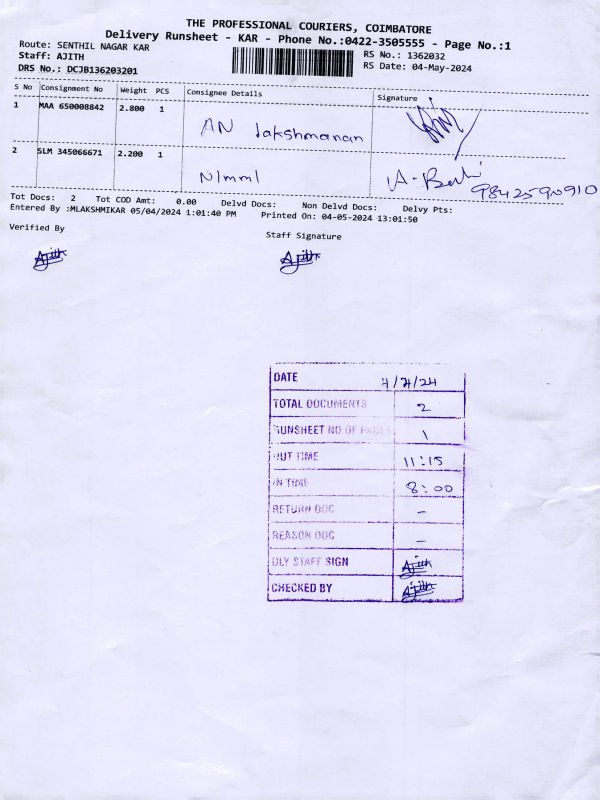 THE PROFESSIONAL COURIERS, COIMBATORE
Delivery Runsheet - KAR - Phone No.:0422-3505555 - Page No.:1
Route: SENTHIL NAGAR KAR RS No.: 1362032
Staff: AJITH RS Date: 04-May-2024
DRS No.: DCJB136203201
S No Consignment No Weight PCS Consignee Details Signature
1 MAA 650008842 2.800 1
AN lakshmanan
2 SLM 345066671 2.200 1
NImmI
9842590910
Tot Docs: 2 Tot COD Amt: 0.00 Delvd Docs: Non Delvd Docs: Delvy Pts:
Entered By :MLAKSHMIKAR 05/04/2024 1:01:40 PM Printed On: 04-05-2024 13:01:50
Verified By Staff Signature
Ajith Ajith
DATE 4/7/24
TOTAL DOCUMENTS 2
RUNSHEET NO OF PAGES 1
OUT TIME 11:15
IN TIME 8:00
RETURN DOC -
REASON DOC -
DLY STAFF SIGN Ajith
CHECKED BY Ajith